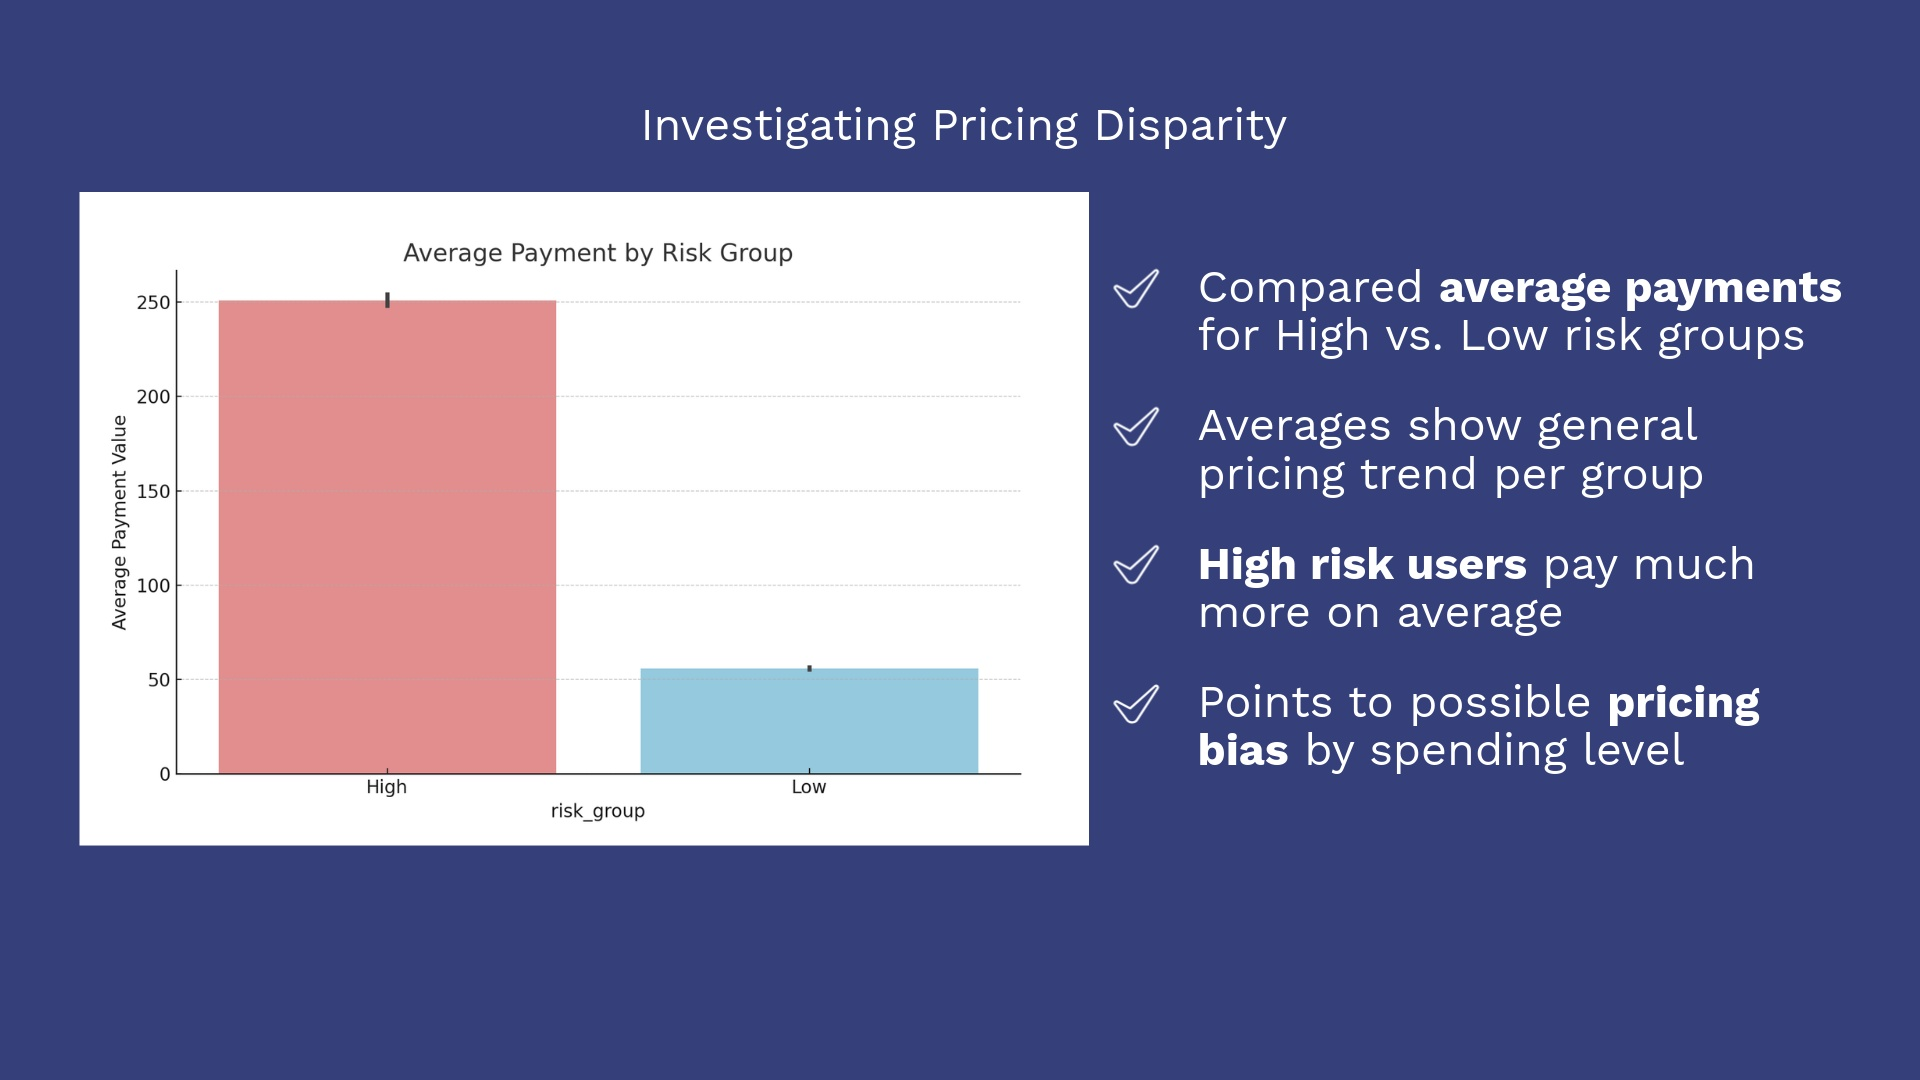 Investigating Pricing Disparity
Average Payment by Risk Group
Average Payment Value
250
200
150
100
50
0
High
Low
risk_group
Compared average payments
for High vs. Low risk groups
Averages show general
pricing trend per group
High risk users pay much
more on average
Points to possible pricing
bias by spending level